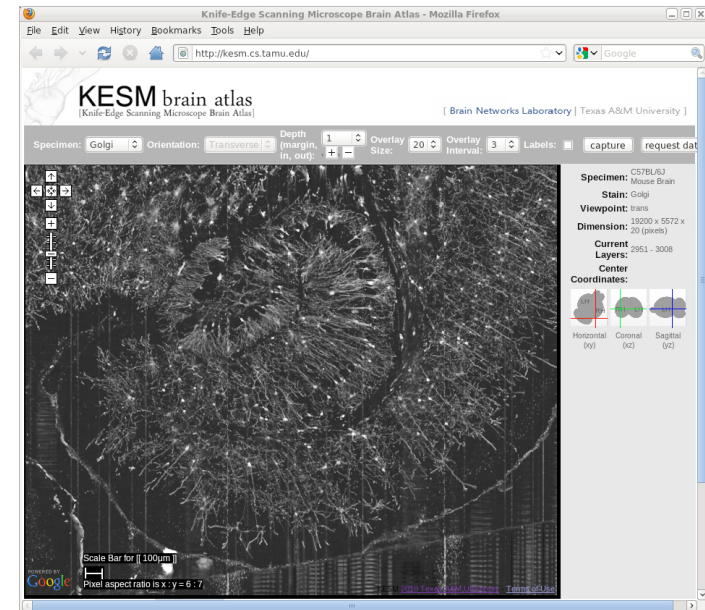 Knife-Edge Scanning Microscope Brain Atlas - Mozilla Firefox
File Edit View History Bookmarks Tools Help
http://kesm.cs.tamu.edu/
Google
KESM brain atlas
[Knife-Edge Scanning Microscope Brain Atlas]
[ Brain Networks Laboratory | Texas A&M University ]
Specimen: Golgi Orientation: Transverse Depth (margin, in, out): 1 + - Overlay Size: 20 Overlay Interval: 3 Labels: capture request dat
Specimen: C57BL/6J Mouse Brain
Stain: Golgi
Viewpoint: trans
Dimension: 19200 x 5572 x 20 (pixels)
Current Layers: 2951 - 3008
Center Coordinates:
LH RH LH LH
Horizontal (xy) Coronal (xz) Sagittal (yz)
Scale Bar for [[ 100μm ]]
Pixel aspect ratio is x : y = 6 : 7
POWERED BY
Google
Terms of Use